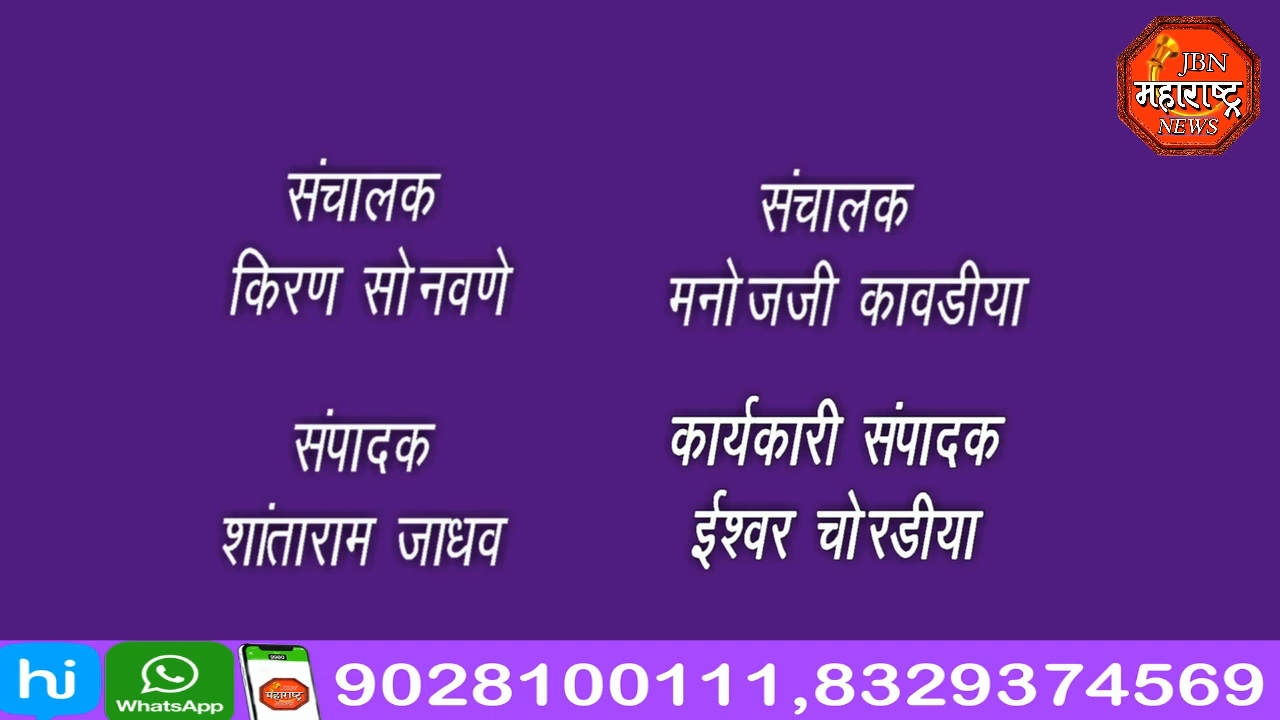 JBN
महाराष्ट्र
NEWS
संचालक
किरण सोनवणे
संचालक
मनोजजी कावडीया
संपादक
शांताराम जाधव
कार्यकारी संपादक
ईश्वर चोरडीया
hi
WhatsApp
महाराष्ट्र
9028100111,8329374569